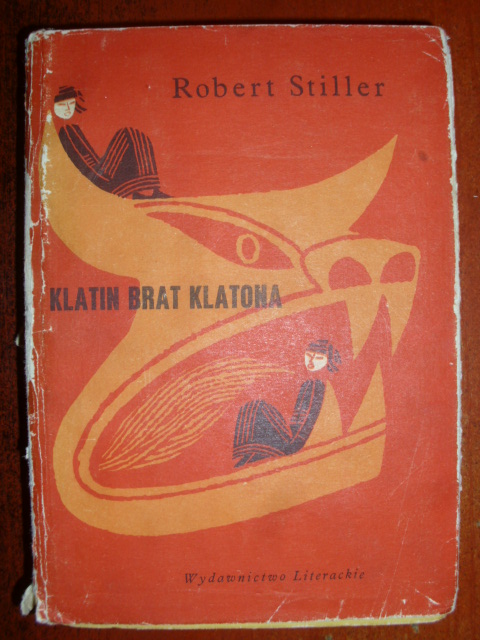 Robert Stiller
KLATIN BRAT KLATONA
Wydawnictwo Literackie